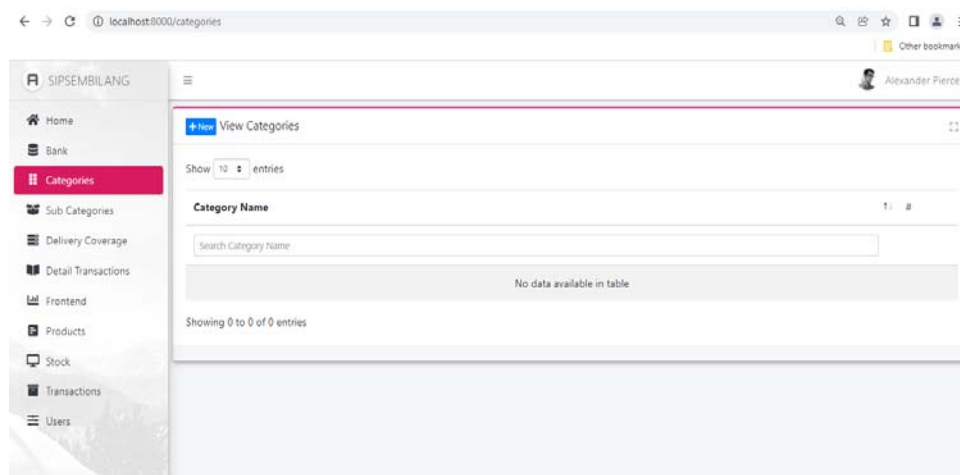 localhost:8000/categories
Other bookmark
A SIPSEMBILANG
Alexander Pierce
Home
Bank
Categories
Sub Categories
Delivery Coverage
Detail Transactions
Frontend
Products
Stock
Transactions
Users
+ New View Categories
Show 10 entries
Category Name
#
Search Category Name
No data available in table
Showing 0 to 0 of 0 entries